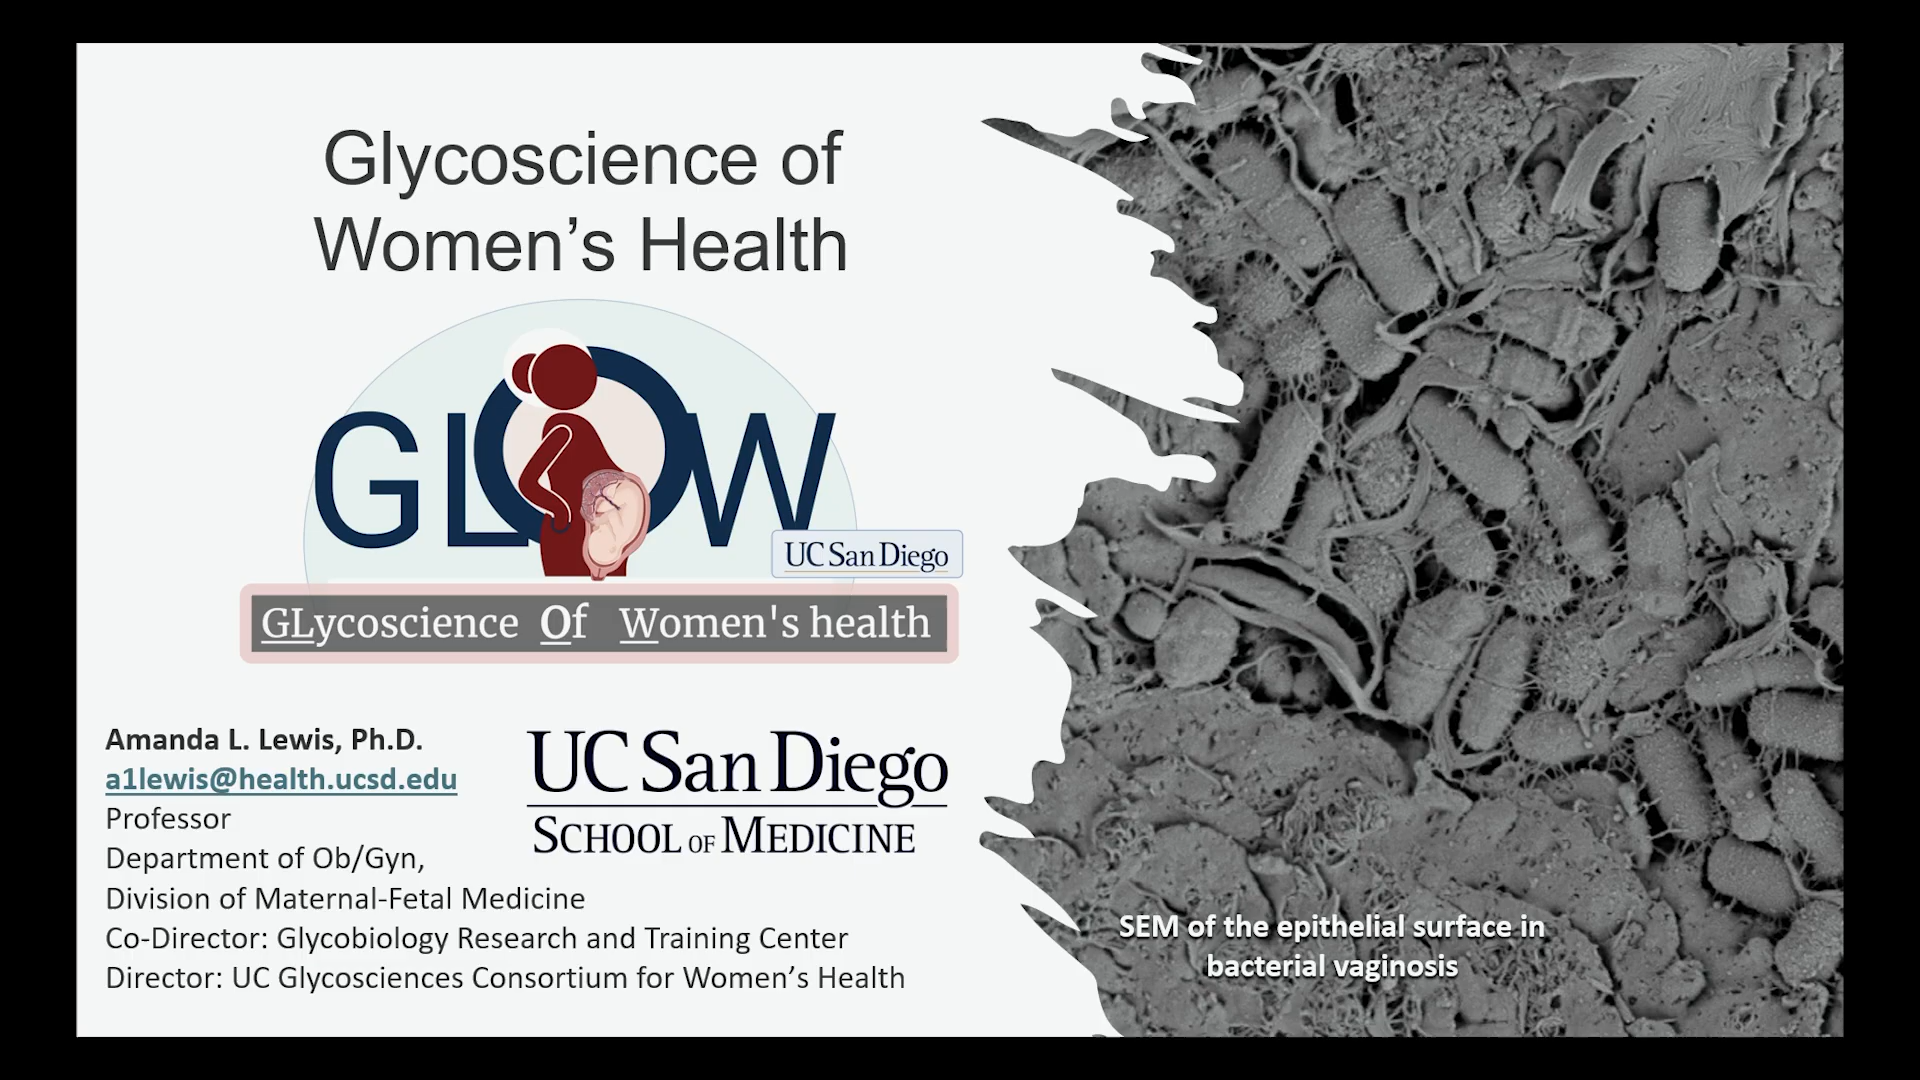 Glycoscience of
Women’s Health
GLOW
UC San Diego
GLycoscience Of Women's health
Amanda L. Lewis, Ph.D.
a1lewis@health.ucsd.edu
Professor
Department of Ob/Gyn,
Division of Maternal-Fetal Medicine
Co-Director: Glycobiology Research and Training Center
Director: UC Glycosciences Consortium for Women’s Health
UC San Diego
SCHOOL OF MEDICINE
SEM of the epithelial surface in
bacterial vaginosis